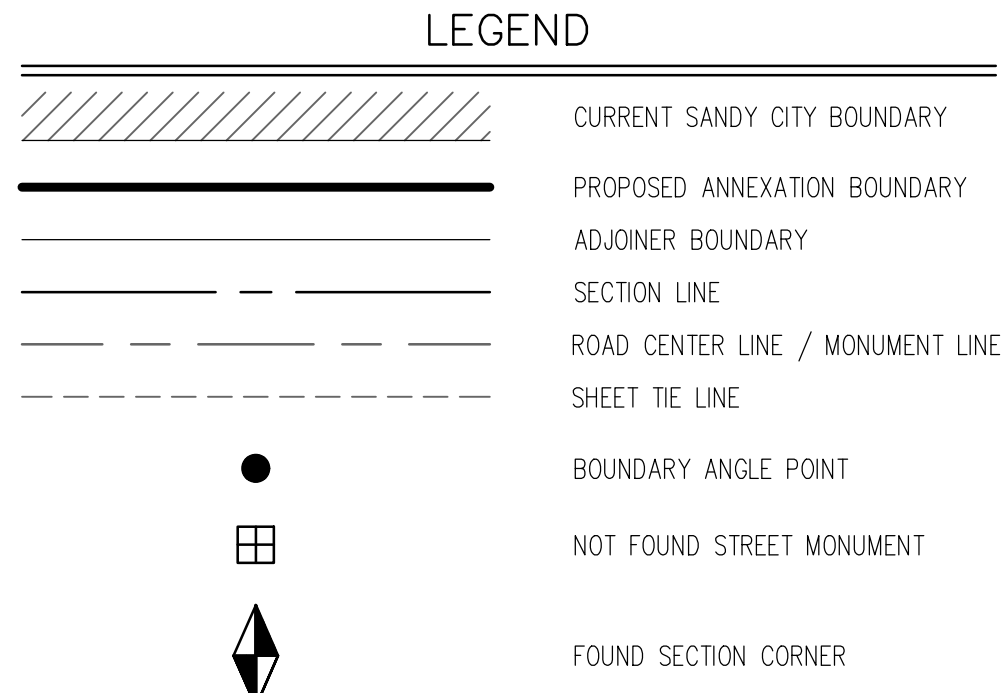 LEGEND
CURRENT SANDY CITY BOUNDARY
PROPOSED ANNEXATION BOUNDARY
ADJOINER BOUNDARY
SECTION LINE
ROAD CENTER LINE / MONUMENT LINE
SHEET TIE LINE
BOUNDARY ANGLE POINT
NOT FOUND STREET MONUMENT
FOUND SECTION CORNER